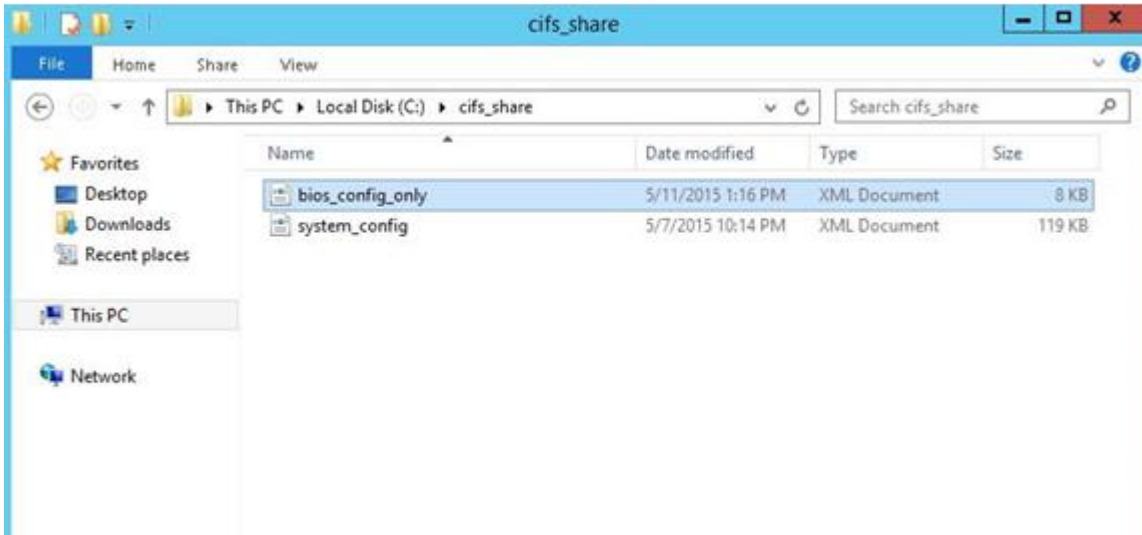 cifs_share
File Home Share View
This PC Local Disk (C:) cifs_share Search cifs_share
Favorites
Desktop
Downloads
Recent places
This PC
Network
Name Date modified Type Size
bios_config_only 5/11/2015 1:16 PM XML Document 8 KB
system_config 5/7/2015 10:14 PM XML Document 119 KB